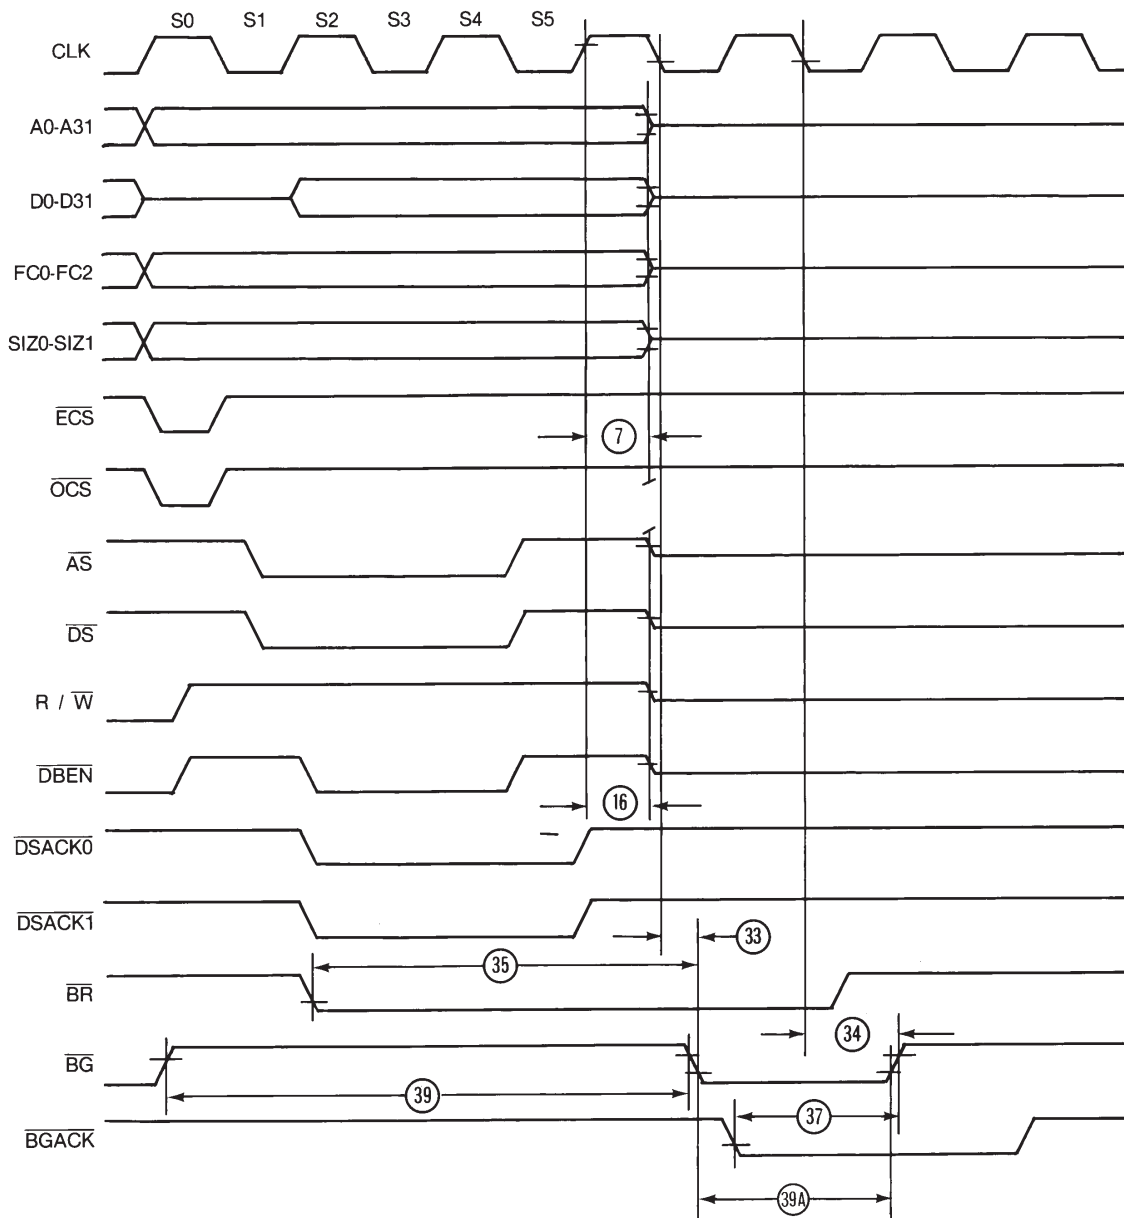 S0 S1 S2 S3 S4 S5
CLK
A0-A31
D0-D31
FC0-FC2
SIZ0-SIZ1
ECS
7
OCS
AS
DS
R / W
DBEN
16
DSACK0
DSACK1
33
35
BR
34
BG
39
37
BGACK
39A